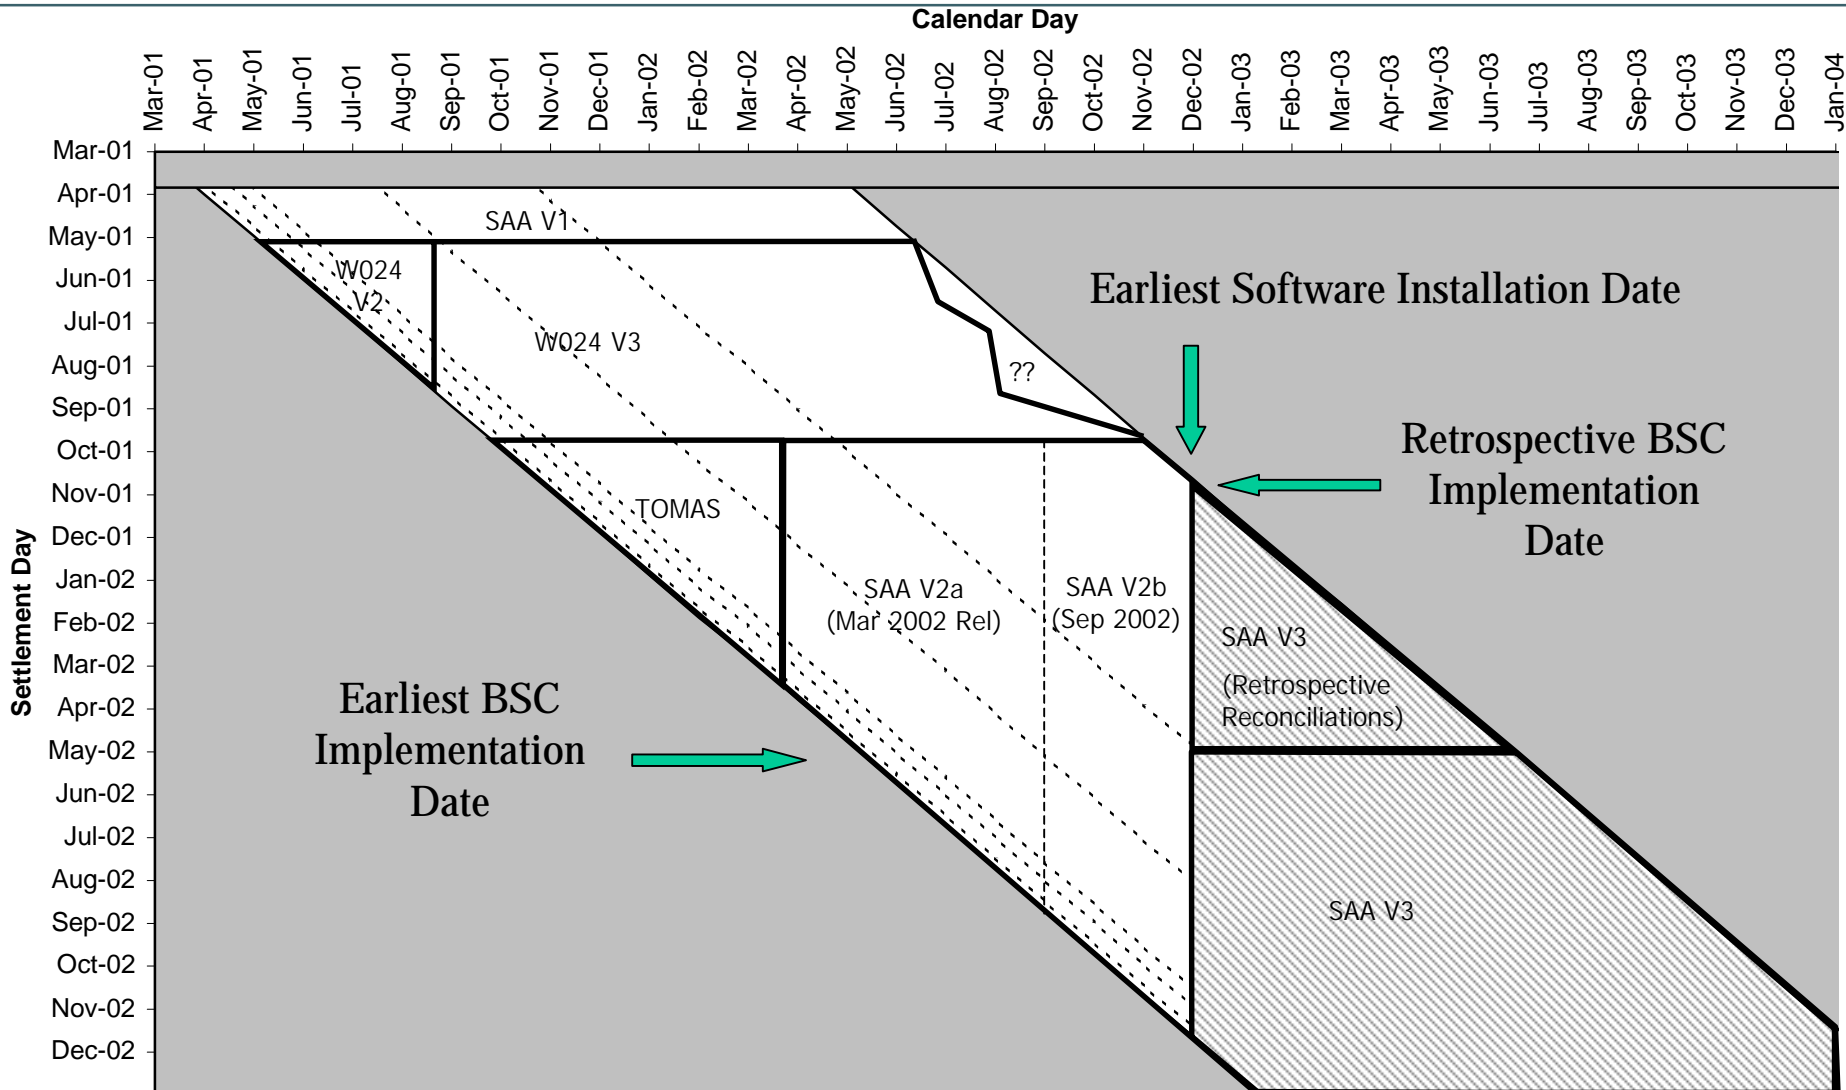 Calendar Day
Mar-01 Apr-01 May-01 Jun-01 Jul-01 Aug-01 Sep-01 Oct-01 Nov-01 Dec-01 Jan-02 Feb-02 Mar-02 Apr-02 May-02 Jun-02 Jul-02 Aug-02 Sep-02 Oct-02 Nov-02 Dec-02 Jan-03 Feb-03 Mar-03 Apr-03 May-03 Jun-03 Jul-03 Aug-03 Sep-03 Oct-03 Nov-03 Dec-03 Jan-04
Settlement Day
Mar-01
Apr-01
May-01
Jun-01
Jul-01
Aug-01
Sep-01
Oct-01
Nov-01
Dec-01
Jan-02
Feb-02
Mar-02
Apr-02
May-02
Jun-02
Jul-02
Aug-02
Sep-02
Oct-02
Nov-02
Dec-02
SAA V1
W024
V2
W024 V3
??
Earliest Software Installation Date
Retrospective BSC
Implementation
Date
TOMAS
SAA V2a
(Mar 2002 Rel)
SAA V2b
(Sep 2002)
SAA V3
(Retrospective
Reconciliations)
Earliest BSC
Implementation
Date
SAA V3